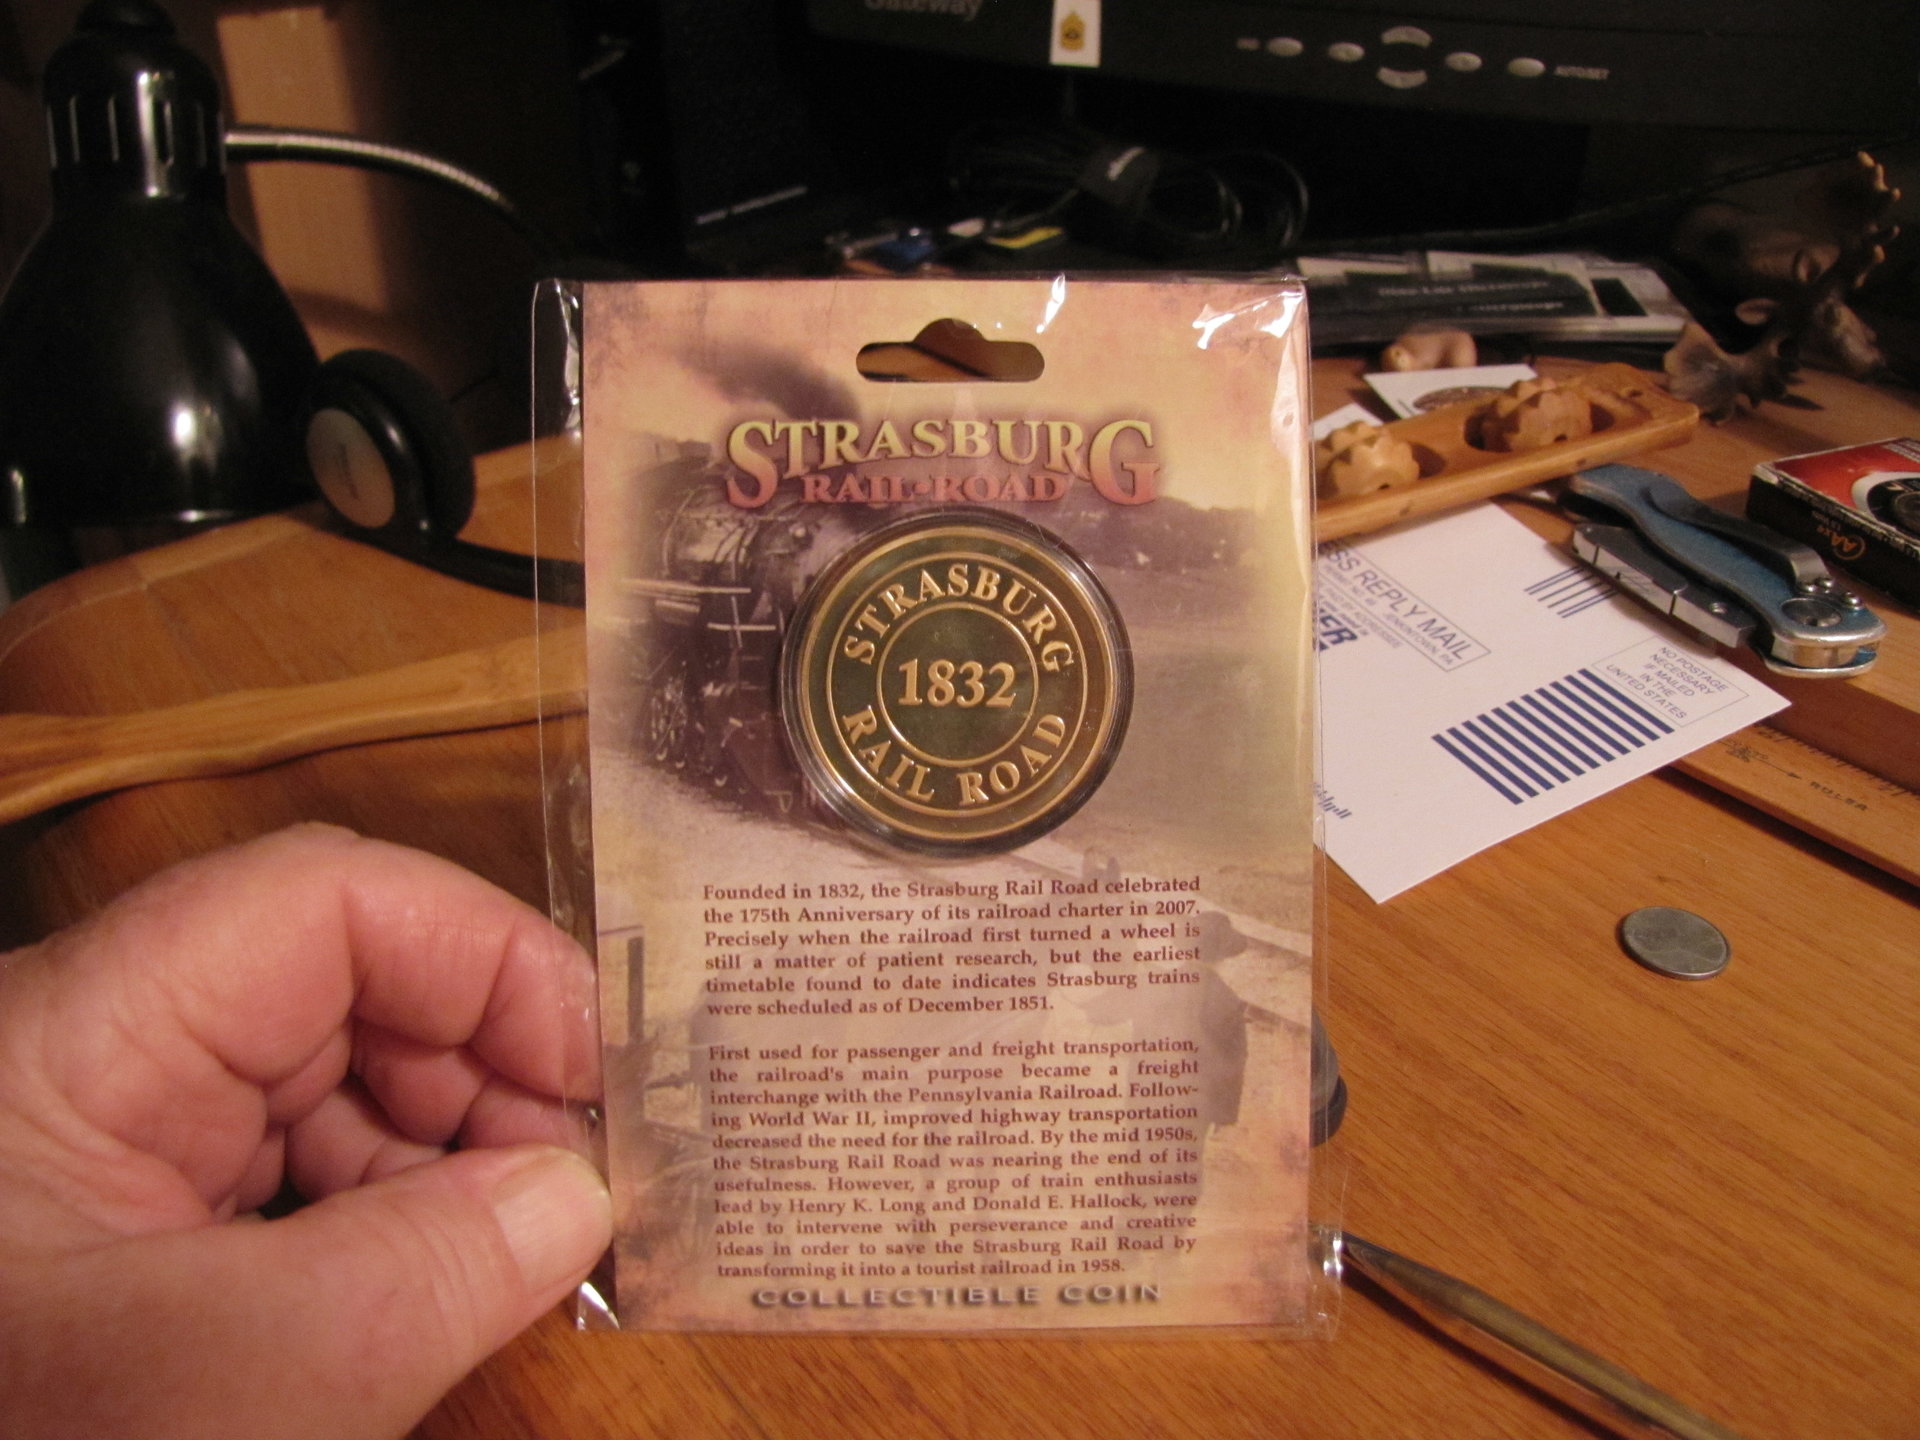 Gateway
AUTO/SET
STRASBURG
RAIL•ROAD
STRASBURG
1832
RAIL ROAD
Founded in 1832, the Strasburg Rail Road celebrated
the 175th Anniversary of its railroad charter in 2007.
Precisely when the railroad first turned a wheel is
still a matter of patient research, but the earliest
timetable found to date indicates Strasburg trains
were scheduled as of December 1851.
First used for passenger and freight transportation,
the railroad's main purpose became a freight
interchange with the Pennsylvania Railroad. Follow-
ing World War II, improved highway transportation
decreased the need for the railroad. By the mid 1950s,
the Strasburg Rail Road was nearing the end of its
usefulness. However, a group of train enthusiasts
lead by Henry K. Long and Donald E. Hallock, were
able to intervene with perseverance and creative
ideas in order to save the Strasburg Rail Road by
transforming it into a tourist railroad in 1958.
COLLECTIBLE COIN
SS REPLY MAIL
JENKINTOWN, PA
NO POSTAGE
NECESSARY
IF MAILED
IN THE
UNITED STATES